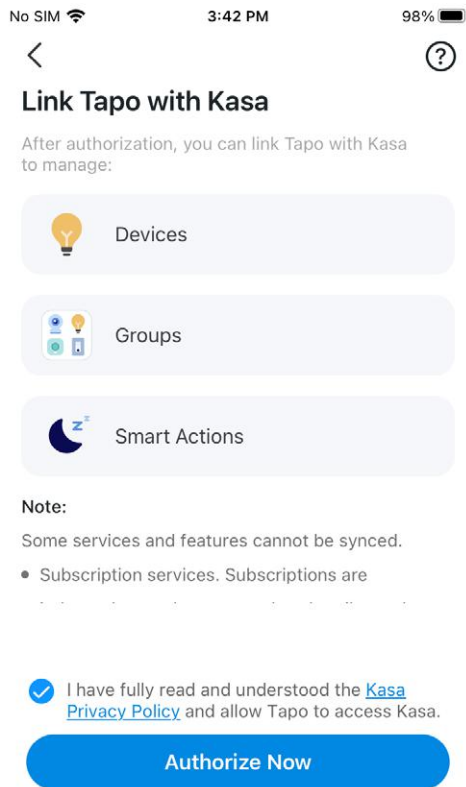 No SIM
3:42 PM
98%
Link Tapo with Kasa
After authorization, you can link Tapo with Kasa
to manage:
Devices
Groups
z z
Smart Actions
Note:
Some services and features cannot be synced.
• Subscription services. Subscriptions are
I have fully read and understood the Kasa
Privacy Policy and allow Tapo to access Kasa.
Authorize Now